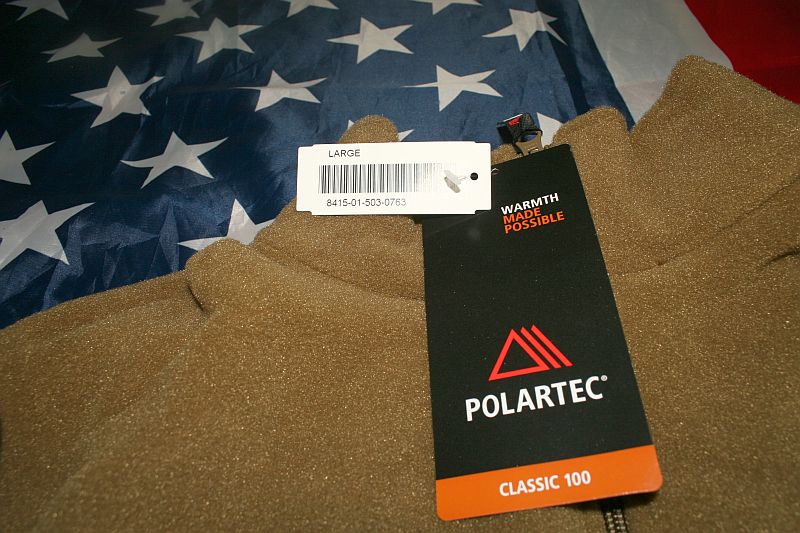 LARGE
8415-01-503-0763
WARMTH
MADE
POSSIBLE
POLARTEC®
CLASSIC 100